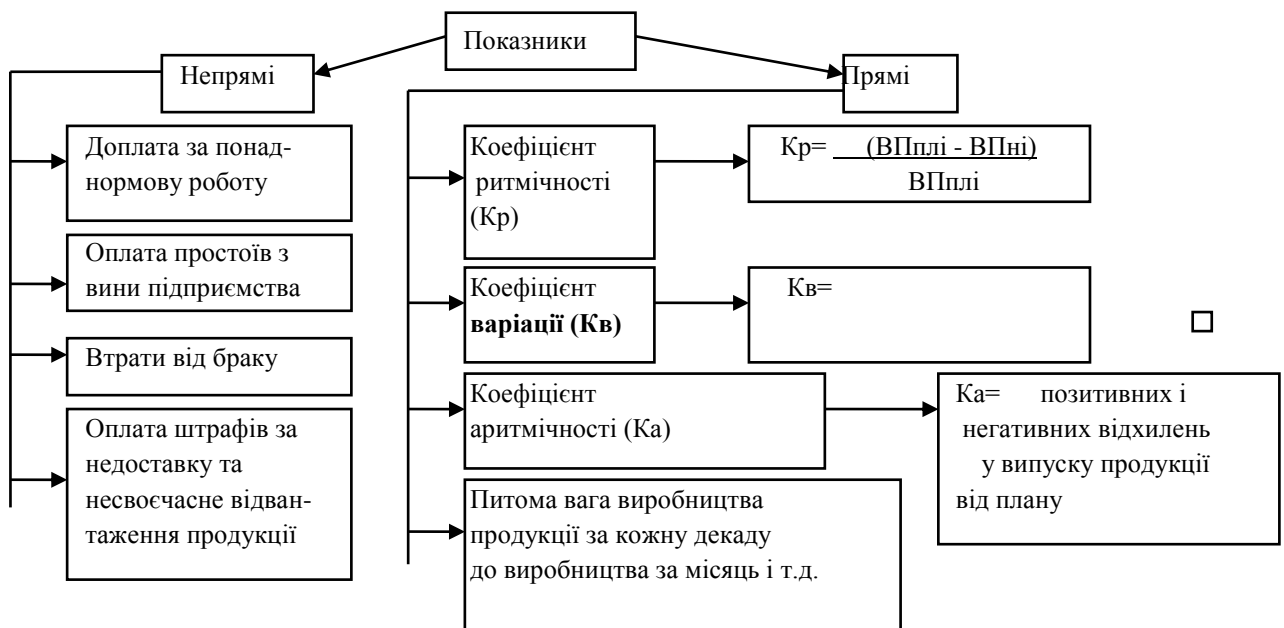 Показники
Непрямі
Прямі
Доплата за понад-
нормову роботу
Оплата простоїв з
вини підприємства
Втрати від браку
Оплата штрафів за
недоставку та
несвоєчасне відван-
таження продукції
Коефіцієнт
ритмічності
(Кр)
Кр= (ВПплі - ВПні)
ВПплі
Коефіцієнт
варіації (Кв)
Кв=
Коефіцієнт
аритмічності (Ка)
Ка= позитивних і
негативних відхилень
у випуску продукції
від плану
Питома вага виробництва
продукції за кожну декаду
до виробництва за місяць і т.д.